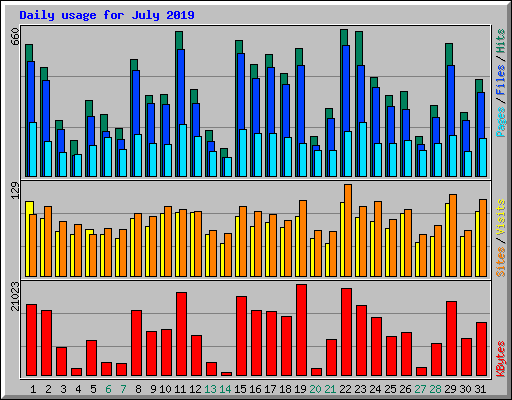 Daily usage for July 2019
660
Pages / Files / Hits
129
Sites / Visits
21023
KBytes
1 2 3 4 5 6 7 8 9 10 11 12 13 14 15 16 17 18 19 20 21 22 23 24 25 26 27 28 29 30 31